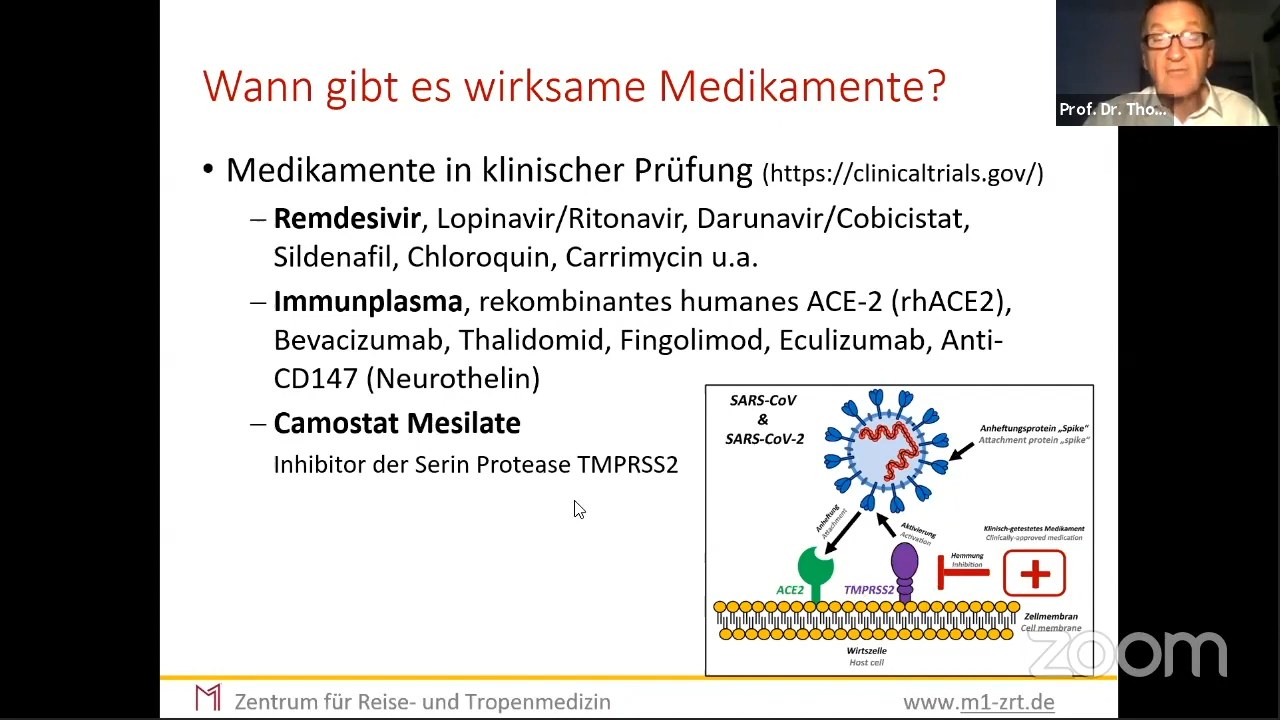 Wann gibt es wirksame Medikamente?
Prof. Dr. Tho...
• Medikamente in klinischer Prüfung (https://clinicaltrials.gov/)
– Remdesivir, Lopinavir/Ritonavir, Darunavir/Cobicistat,
Sildenafil, Chloroquin, Carrimycin u.a.
– Immunplasma, rekombinantes humanes ACE-2 (rhACE2),
Bevacizumab, Thalidomid, Fingolimod, Eculizumab, Anti-
CD147 (Neurothelin)
– Camostat Mesilate
Inhibitor der Serin Protease TMPRSS2
SARS-CoV
&
SARS-CoV-2
Anheftungsprotein „Spike“
Attachment protein „spike“
Anheftung
Attachment
Aktivierung
Activation
Klinisch-getestetes Medikament
Clinically-approved medication
Hemmung
Inhibition
ACE2
TMPRSS2
Zellmembran
Cell membrane
Wirtszelle
Host cell
zoom
M
Zentrum für Reise- und Tropenmedizin
www.m1-zrt.de